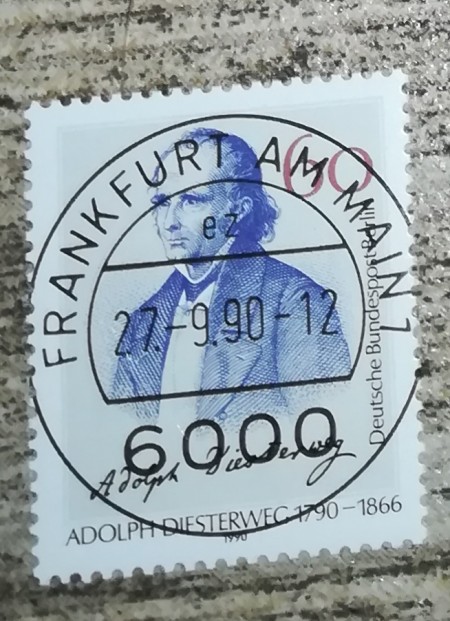 60
FRANKFURT AM MAIN 1
ez
27.-9.90-12
6000
Deutsche Bundespost Berlin
Adolph Diesterweg
ADOLPH DIESTERWEG 1790–1866
1990